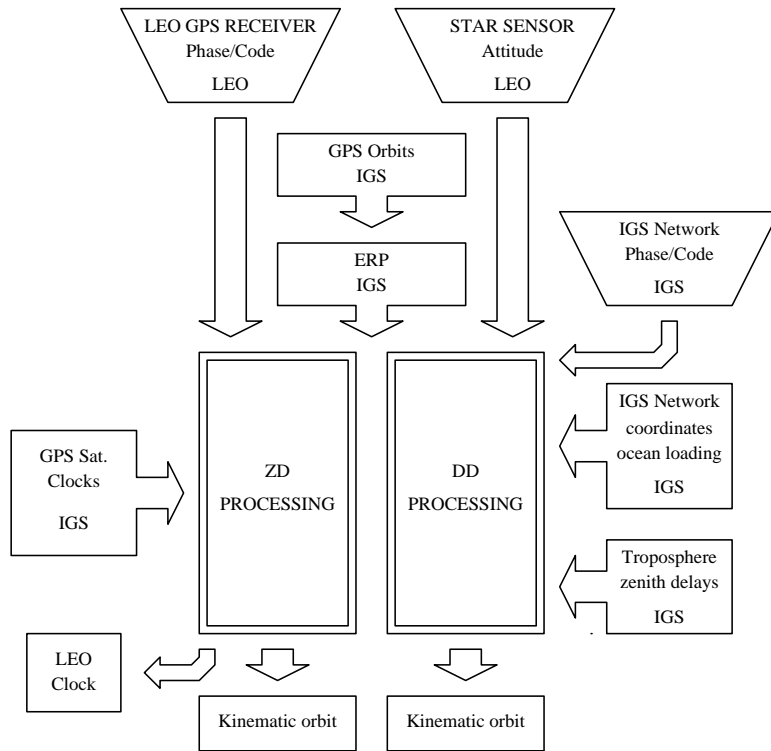 LEO GPS RECEIVER
Phase/Code
LEO
STAR SENSOR
Attitude
LEO
GPS Orbits
IGS
ERP
IGS
IGS Network
Phase/Code
IGS
GPS Sat.
Clocks
IGS
ZD
PROCESSING
DD
PROCESSING
IGS Network
coordinates
ocean loading
IGS
Troposphere
zenith delays
IGS
LEO
Clock
Kinematic orbit
Kinematic orbit